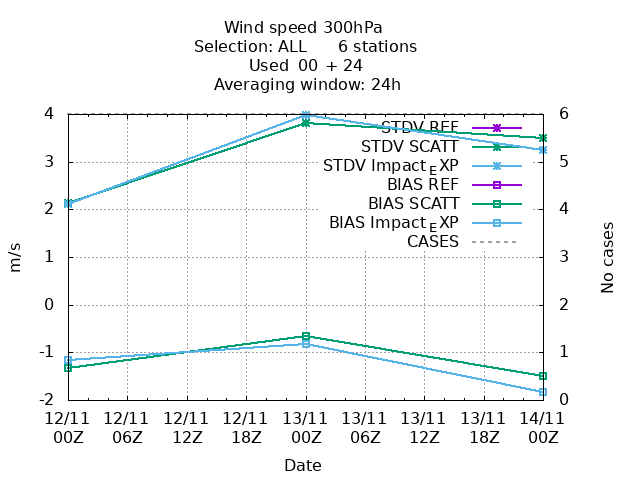 Wind speed 300hPa
Selection: ALL 6 stations
Used 00 + 24
Averaging window: 24h
4
3
2
1
0
-1
-2
m/s
STDV REF
STDV SCATT
STDV Impact_EXP
BIAS REF
BIAS SCATT
BIAS Impact_EXP
CASES
6
5
4
3
2
1
0
No cases
12/11 12/11 12/11 12/11 13/11 13/11 13/11 13/11 14/11
00Z 06Z 12Z 18Z 00Z 06Z 12Z 18Z 00Z
Date